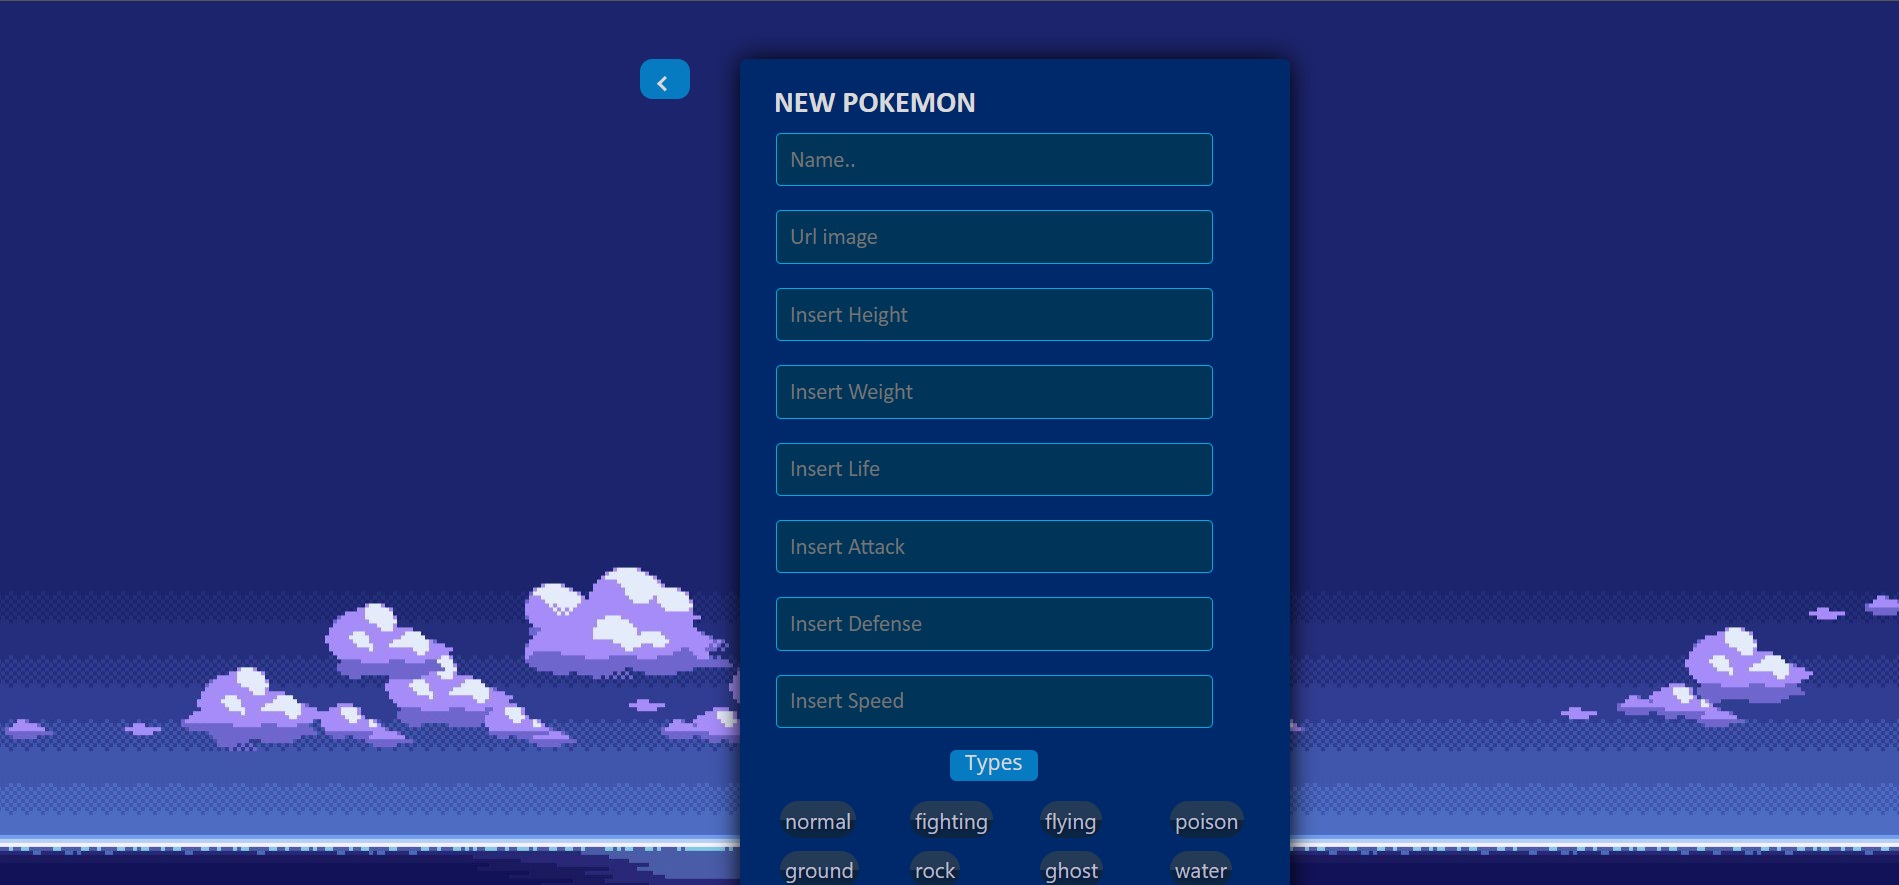 NEW POKEMON
Name..
Url image
Insert Height
Insert Weight
Insert Life
Insert Attack
Insert Defense
Insert Speed
Types
normal fighting flying poison
ground rock ghost water